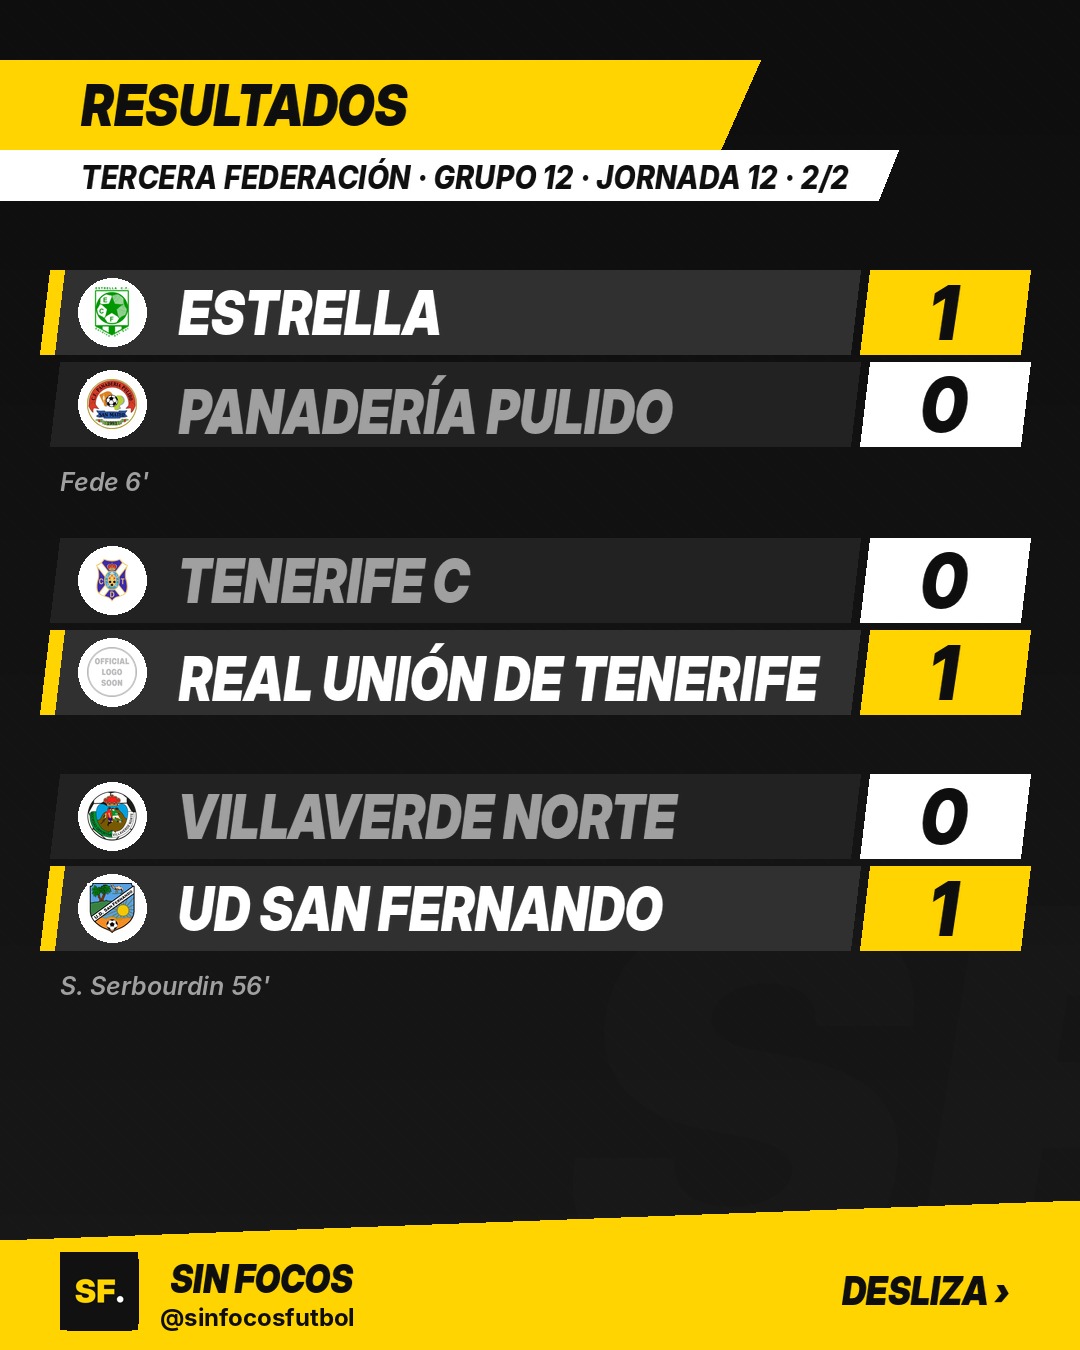 RESULTADOS
TERCERA FEDERACIÓN · GRUPO 12 · JORNADA 12 · 2/2
ESTRELLA
1
PANADERÍA PULIDO
0
Fede 6'
TENERIFE C
0
OFFICIAL
LOGO
SOON
REAL UNIÓN DE TENERIFE
1
VILLAVERDE NORTE
0
UD SAN FERNANDO
1
S. Serbourdin 56'
SF.
SIN FOCOS
@sinfocosfutbol
DESLIZA ›